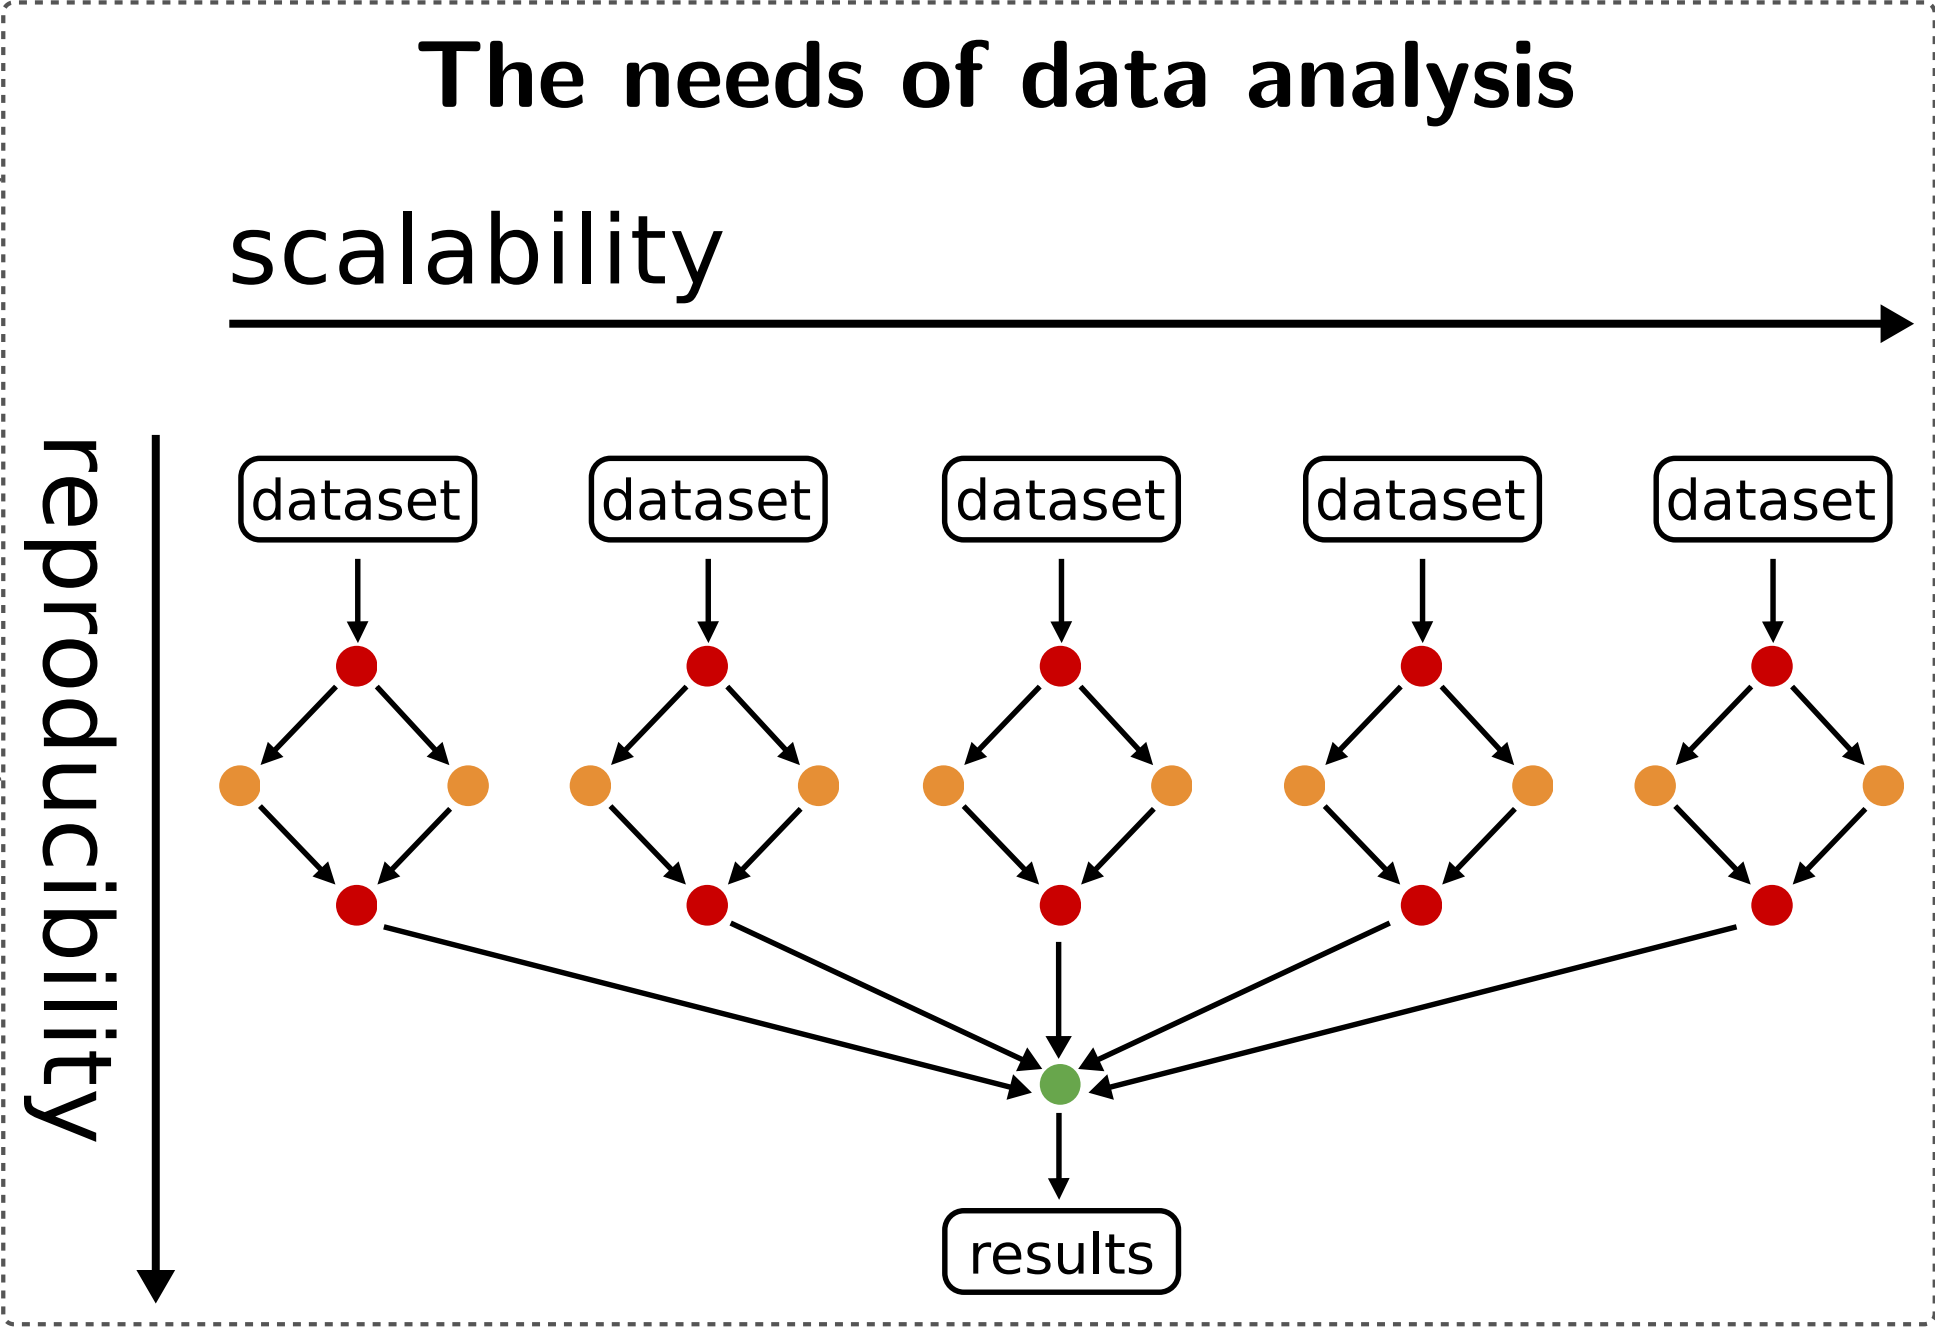 The needs of data analysis
scalability
reproducibility
dataset
dataset
dataset
dataset
dataset
results